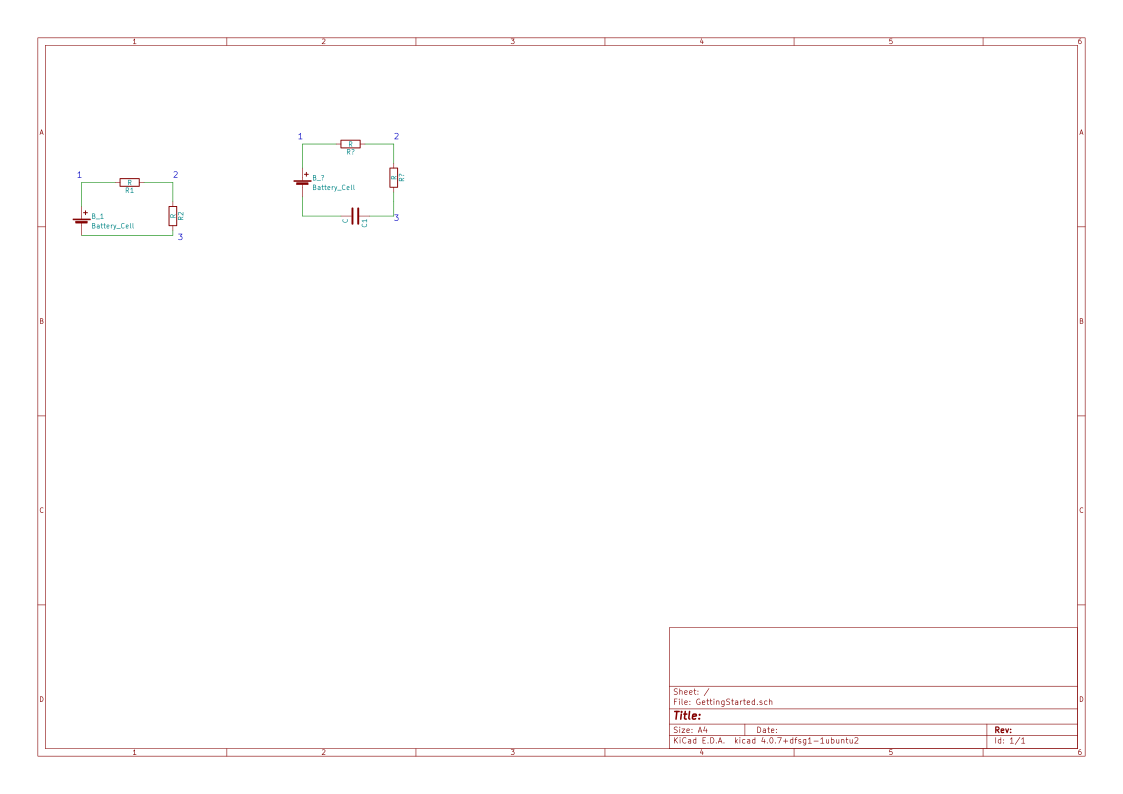 1 2 3 4 5 6
A A
1 2
R
R?
1 2
B_? R R?
Battery_Cell
R
R1
C C1 3
B_1 R R2
Battery_Cell
3
B B
C C
Sheet: /
File: GettingStarted.sch
D D
Title:
Size: A4 Date: Rev:
KiCad E.D.A. kicad 4.0.7+dfsg1-1ubuntu2 Id: 1/1
1 2 3 4 5 6